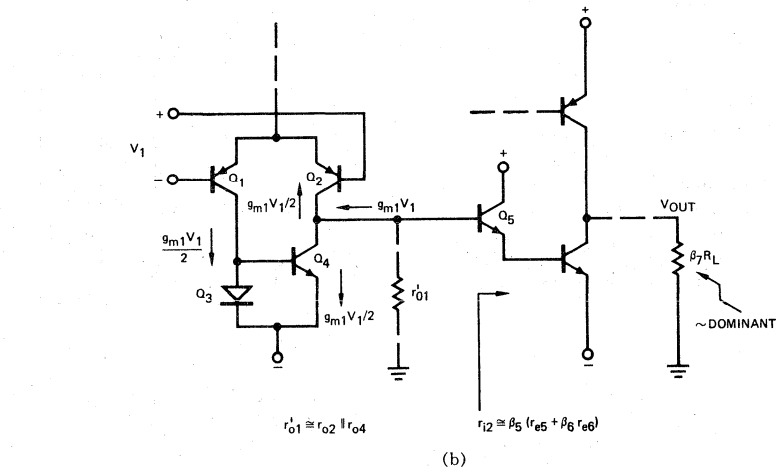 +
+
V₁
−
Q₁
Q₂
gm1V₁/2
gm1V₁
+
Q₅
VOUT
gm1V₁
2
Q₃
Q₄
gm1V₁/2
r'o1
β₇RL
~DOMINANT
−
−
r'o1 ≅ ro2 ‖ ro4
ri2 ≅ β₅ (re5 + β₆ re6)
(b)